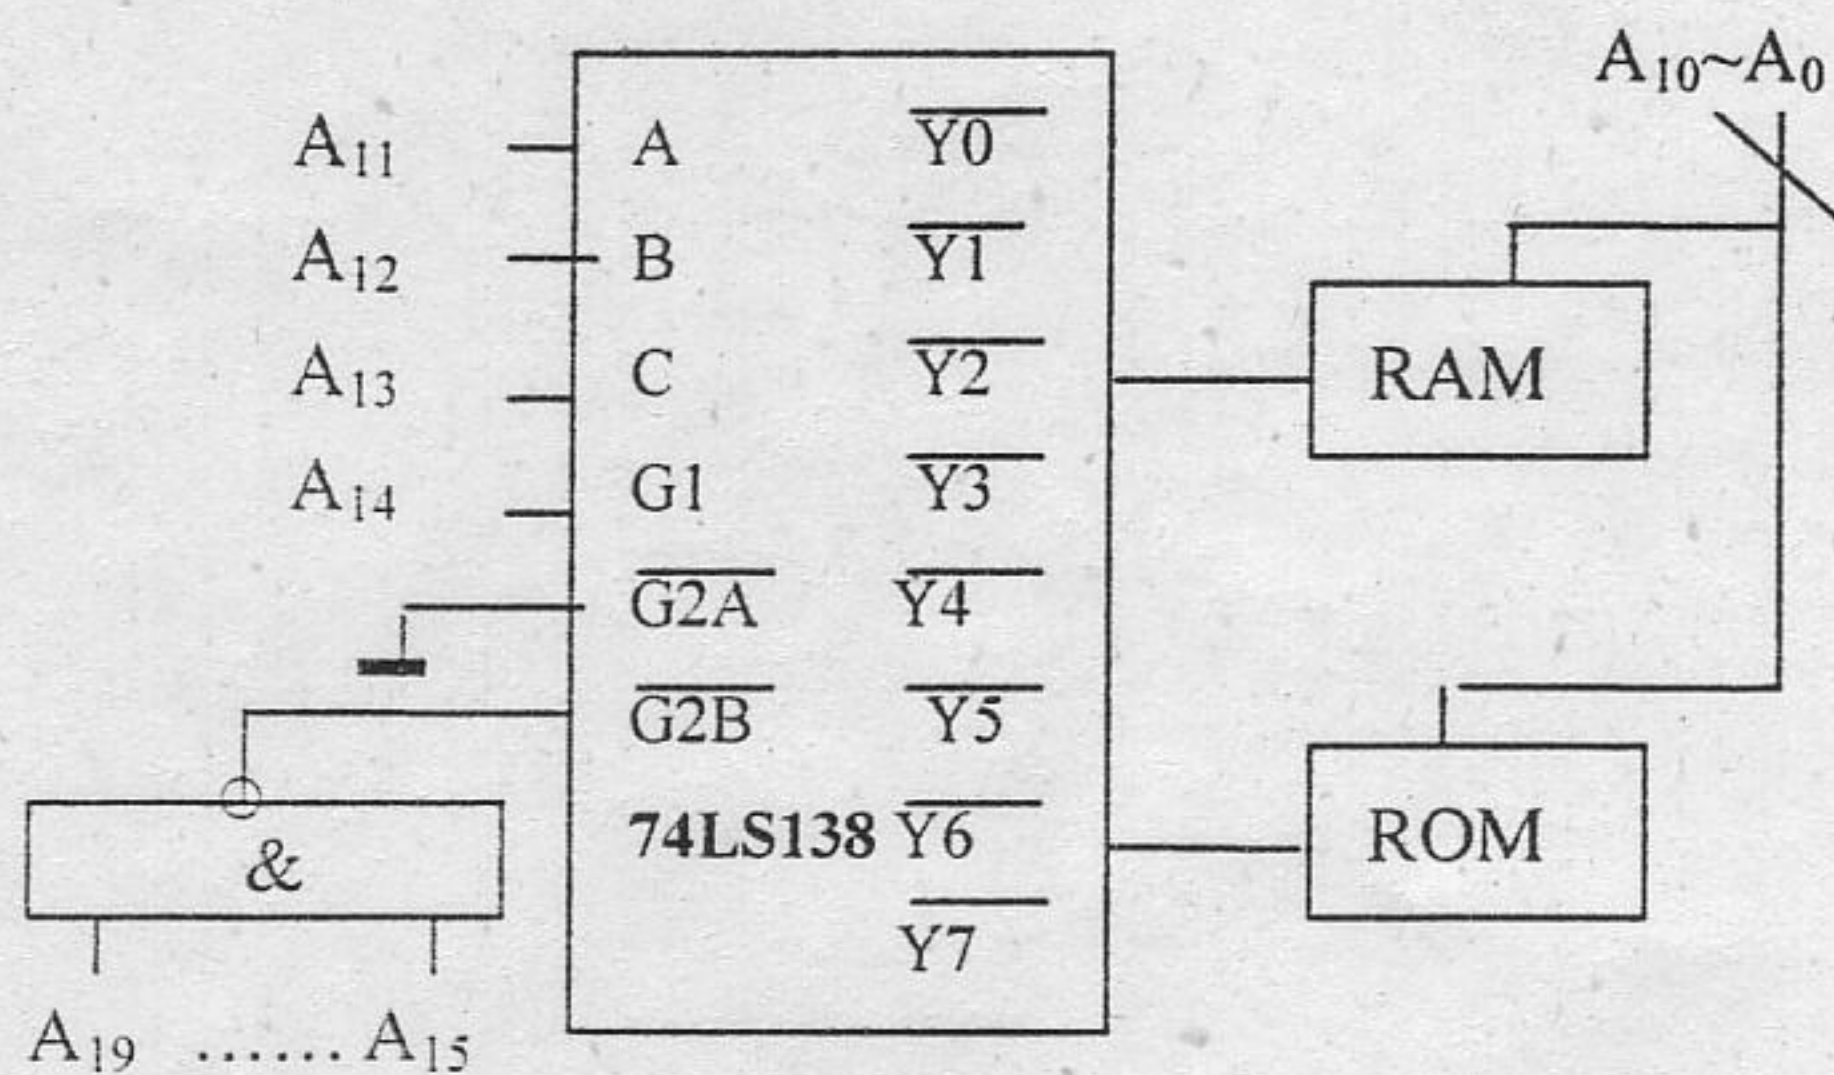 A₁₀~A₀
A₁₁ A Y0
A₁₂ B Y1
A₁₃ C Y2 RAM
A₁₄ G1 Y3
G2A Y4
G2B Y5
& 74LS138 Y6 ROM
Y7
A₁₉ ...... A₁₅